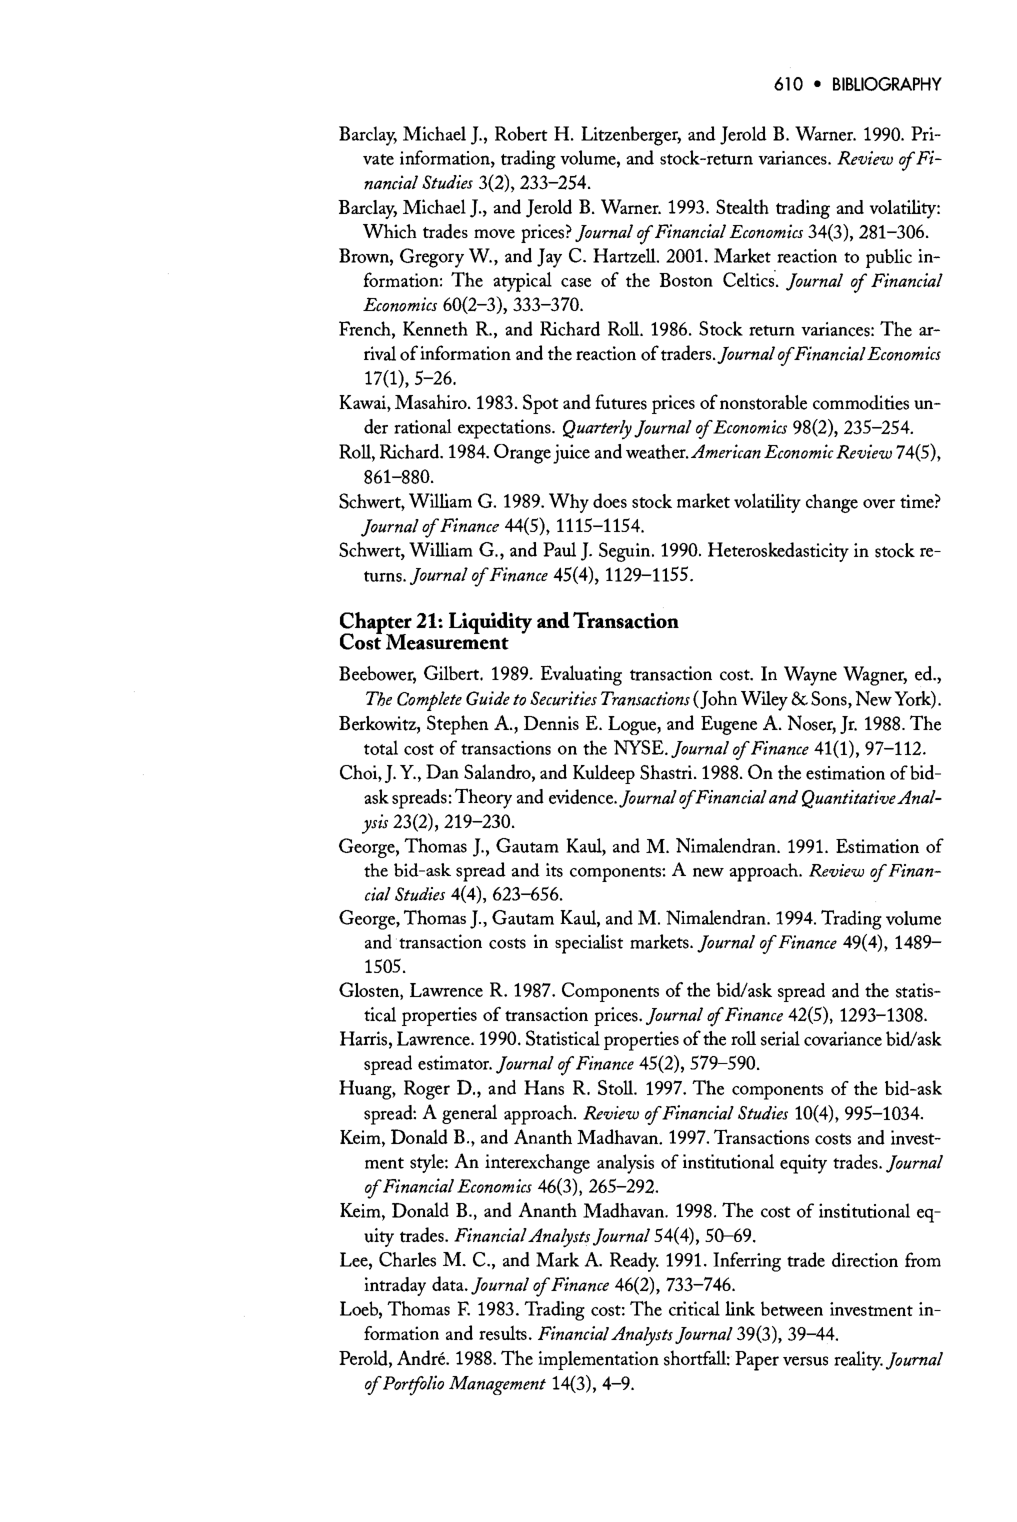 610 • BIBLIOGRAPHY
Barclay, Michael J., Robert H. Litzenberger, and Jerold B. Warner. 1990. Pri-
vate information, trading volume, and stock-return variances. Review of Fi-
nancial Studies 3(2), 233–254.
Barclay, Michael J., and Jerold B. Warner. 1993. Stealth trading and volatility:
Which trades move prices? Journal of Financial Economics 34(3), 281–306.
Brown, Gregory W., and Jay C. Hartzell. 2001. Market reaction to public in-
formation: The atypical case of the Boston Celtics. Journal of Financial
Economics 60(2–3), 333–370.
French, Kenneth R., and Richard Roll. 1986. Stock return variances: The ar-
rival of information and the reaction of traders. Journal of Financial Economics
17(1), 5–26.
Kawai, Masahiro. 1983. Spot and futures prices of nonstorable commodities un-
der rational expectations. Quarterly Journal of Economics 98(2), 235–254.
Roll, Richard. 1984. Orange juice and weather. American Economic Review 74(5),
861–880.
Schwert, William G. 1989. Why does stock market volatility change over time?
Journal of Finance 44(5), 1115–1154.
Schwert, William G., and Paul J. Seguin. 1990. Heteroskedasticity in stock re-
turns. Journal of Finance 45(4), 1129–1155.
Chapter 21: Liquidity and Transaction
Cost Measurement
Beebower, Gilbert. 1989. Evaluating transaction cost. In Wayne Wagner, ed.,
The Complete Guide to Securities Transactions (John Wiley & Sons, New York).
Berkowitz, Stephen A., Dennis E. Logue, and Eugene A. Noser, Jr. 1988. The
total cost of transactions on the NYSE. Journal of Finance 41(1), 97–112.
Choi, J. Y., Dan Salandro, and Kuldeep Shastri. 1988. On the estimation of bid-
ask spreads: Theory and evidence. Journal of Financial and Quantitative Anal-
ysis 23(2), 219–230.
George, Thomas J., Gautam Kaul, and M. Nimalendran. 1991. Estimation of
the bid-ask spread and its components: A new approach. Review of Finan-
cial Studies 4(4), 623–656.
George, Thomas J., Gautam Kaul, and M. Nimalendran. 1994. Trading volume
and transaction costs in specialist markets. Journal of Finance 49(4), 1489–
1505.
Glosten, Lawrence R. 1987. Components of the bid/ask spread and the statis-
tical properties of transaction prices. Journal of Finance 42(5), 1293–1308.
Harris, Lawrence. 1990. Statistical properties of the roll serial covariance bid/ask
spread estimator. Journal of Finance 45(2), 579–590.
Huang, Roger D., and Hans R. Stoll. 1997. The components of the bid-ask
spread: A general approach. Review of Financial Studies 10(4), 995–1034.
Keim, Donald B., and Ananth Madhavan. 1997. Transactions costs and invest-
ment style: An interexchange analysis of institutional equity trades. Journal
of Financial Economics 46(3), 265–292.
Keim, Donald B., and Ananth Madhavan. 1998. The cost of institutional eq-
uity trades. Financial Analysts Journal 54(4), 50–69.
Lee, Charles M. C., and Mark A. Ready. 1991. Inferring trade direction from
intraday data. Journal of Finance 46(2), 733–746.
Loeb, Thomas F. 1983. Trading cost: The critical link between investment in-
formation and results. Financial Analysts Journal 39(3), 39–44.
Perold, André. 1988. The implementation shortfall: Paper versus reality. Journal
of Portfolio Management 14(3), 4–9.